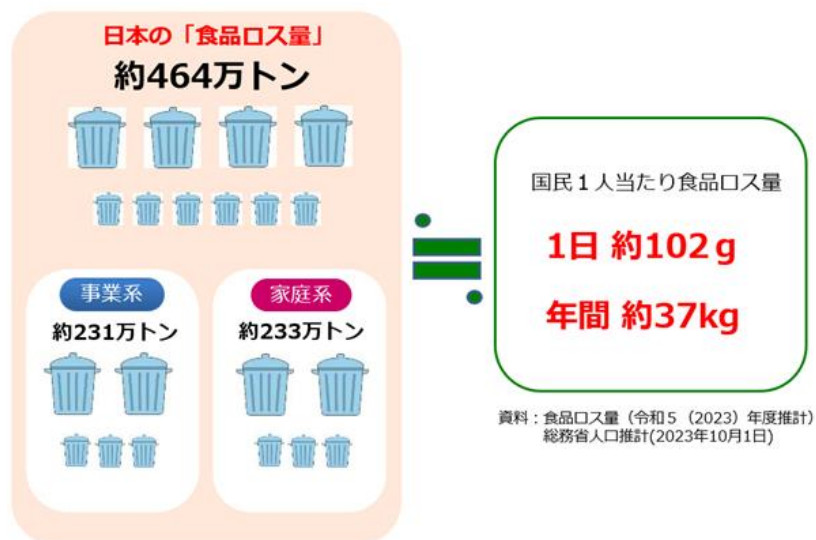 日本の「食品ロス量」
約464万トン
事業系
約231万トン
家庭系
約233万トン
国民１人当たり食品ロス量
1日 約102ｇ
年間 約37kg
資料：食品ロス量（令和５（2023）年度推計）
総務省人口推計(2023年10月1日)